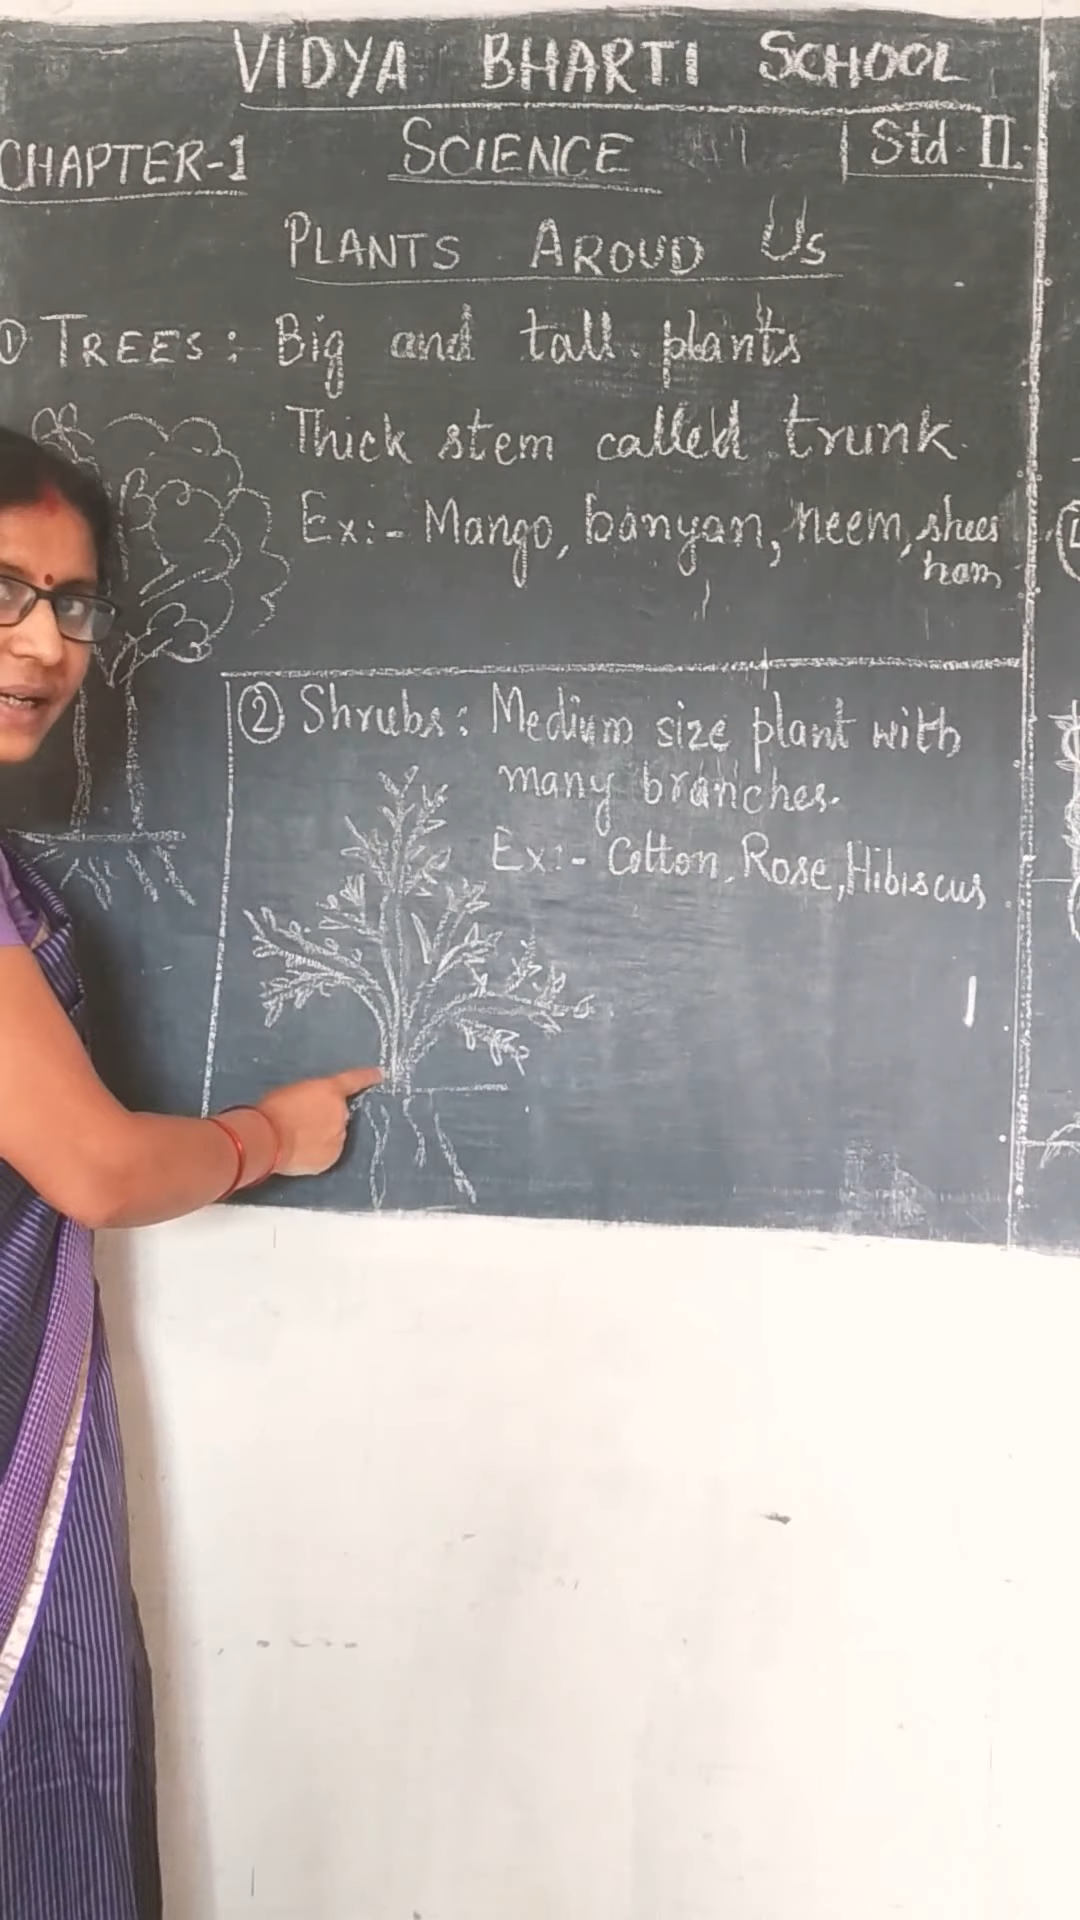 VIDYA BHARTI SCHOOL
CHAPTER-1 SCIENCE Std II.
PLANTS AROUD US
① TREES: Big and tall plants
Thick stem called trunk.
Ex:- Mango, banyan, neem, shees
ham
② Shrubs: Medium size plant with
many branches.
Ex:- Cotton, Rose, Hibiscus